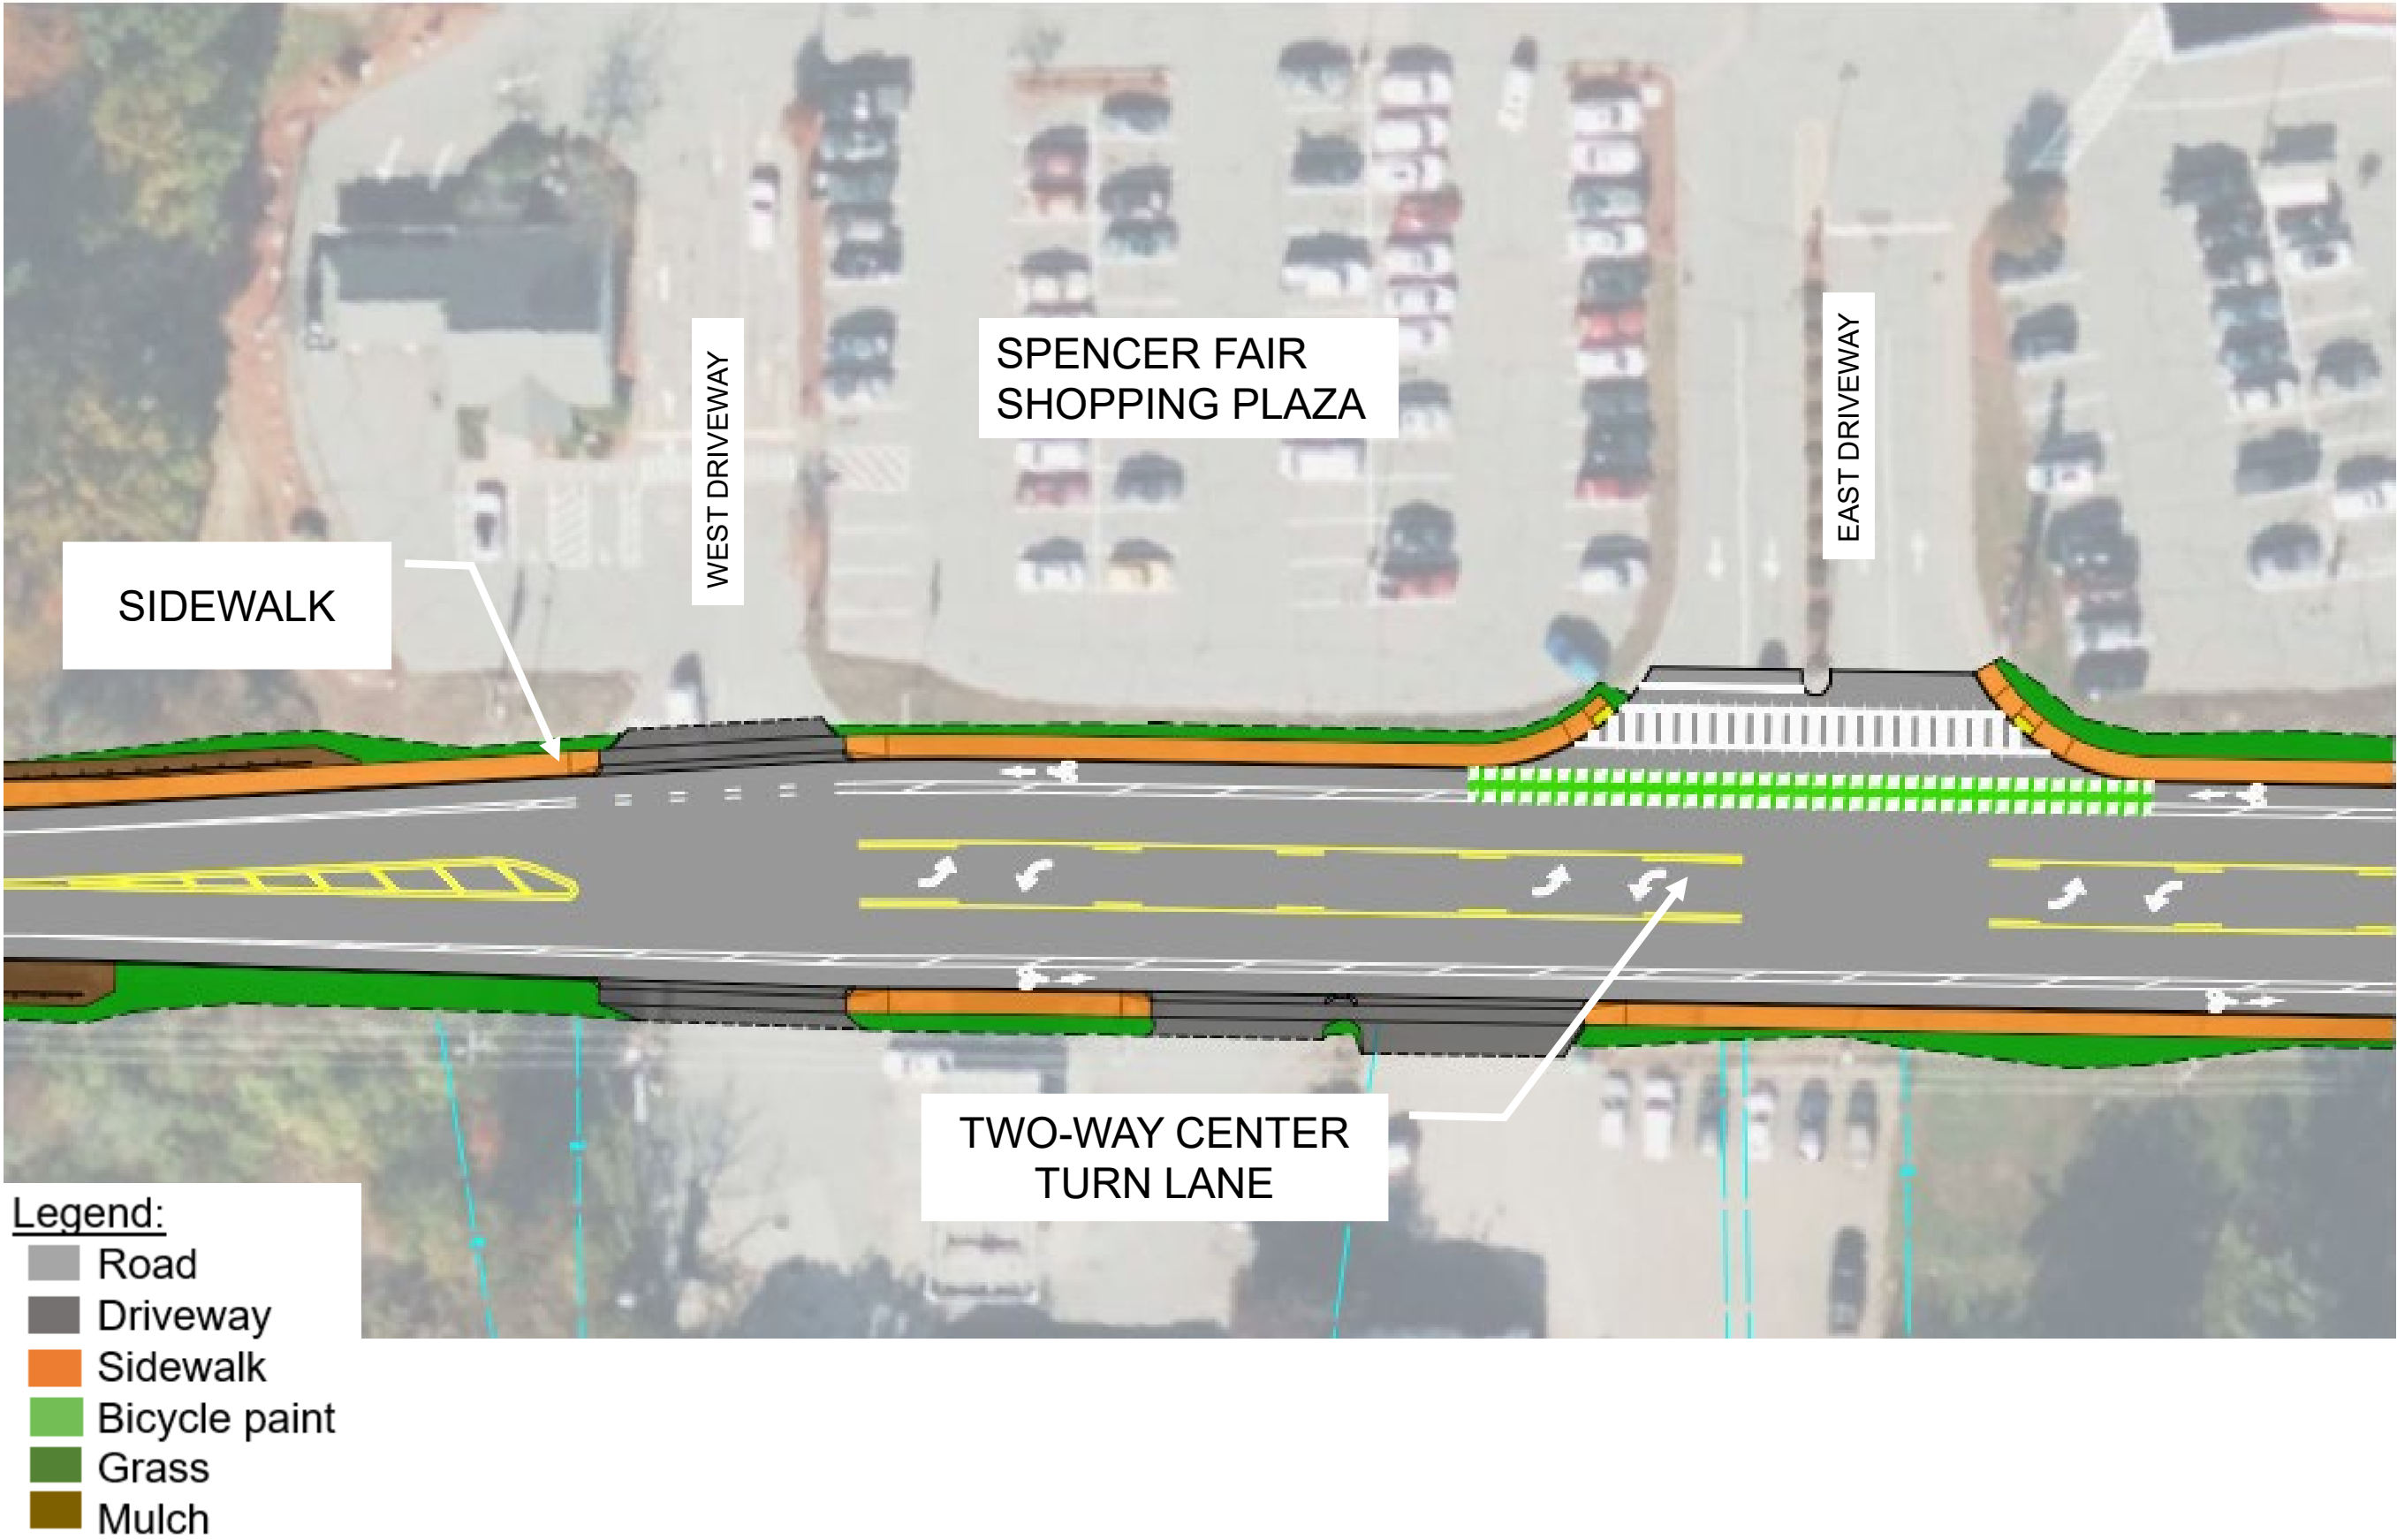 SPENCER FAIR
SHOPPING PLAZA
WEST DRIVEWAY
EAST DRIVEWAY
SIDEWALK
TWO-WAY CENTER
TURN LANE
Legend:
Road
Driveway
Sidewalk
Bicycle paint
Grass
Mulch